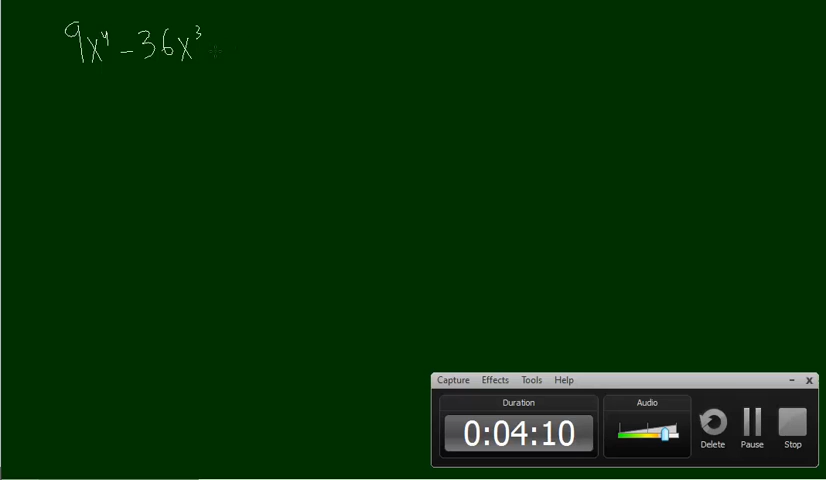 9x⁴ - 36x³
Capture Effects Tools Help - x
Duration Audio
0:04:10
Delete Pause Stop